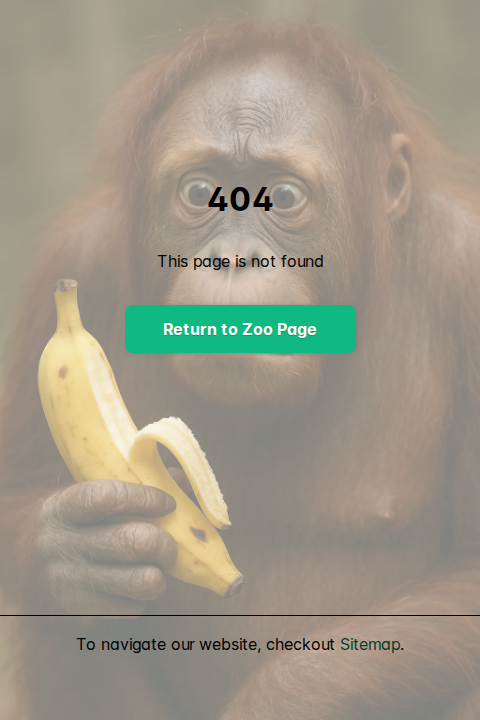 404
This page is not found
Return to Zoo Page
To navigate our website, checkout Sitemap.